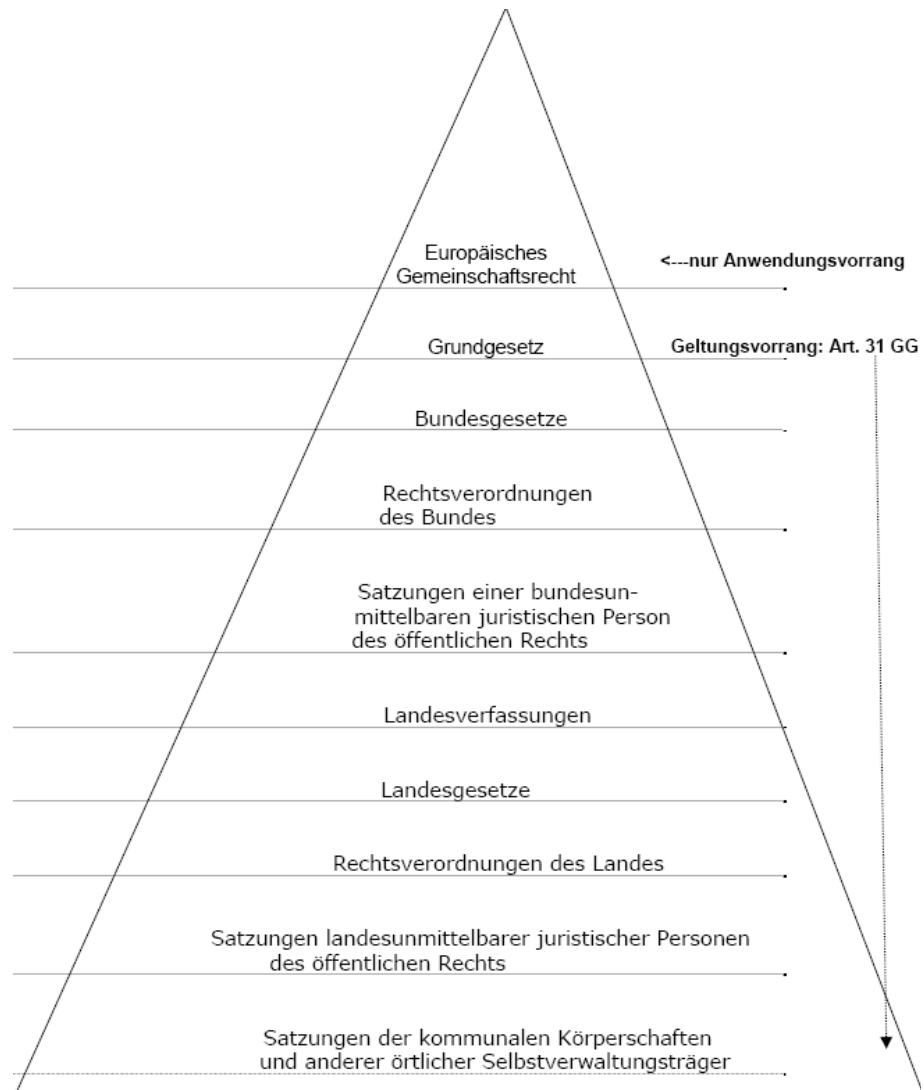 Europäisches
Gemeinschaftsrecht
<---nur Anwendungsvorrang
Grundgesetz
Geltungsvorrang: Art. 31 GG
Bundesgesetze
Rechtsverordnungen
des Bundes
Satzungen einer bundesun-
mittelbaren juristischen Person
des öffentlichen Rechts
Landesverfassungen
Landesgesetze
Rechtsverordnungen des Landes
Satzungen landesunmittelbarer juristischer Personen
des öffentlichen Rechts
Satzungen der kommunalen Körperschaften
und anderer örtlicher Selbstverwaltungsträger